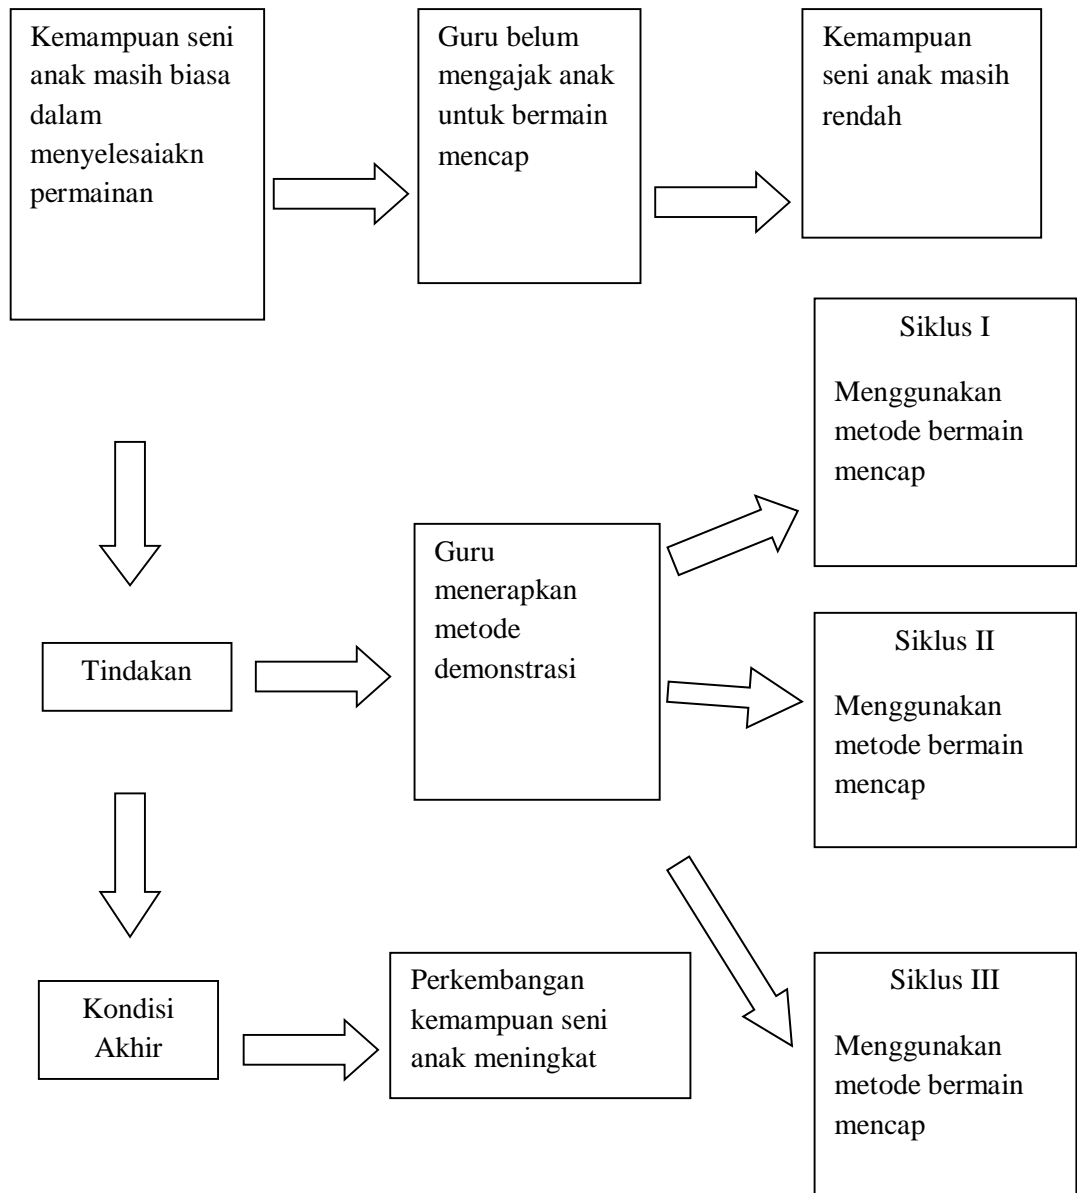 Kemampuan seni
anak masih biasa
dalam
menyelesaiakn
permainan
Guru belum
mengajak anak
untuk bermain
mencap
Kemampuan
seni anak masih
rendah
Siklus I
Menggunakan
metode bermain
mencap
Guru
menerapkan
metode
demonstrasi
Tindakan
Siklus II
Menggunakan
metode bermain
mencap
Kondisi
Akhir
Perkembangan
kemampuan seni
anak meningkat
Siklus III
Menggunakan
metode bermain
mencap